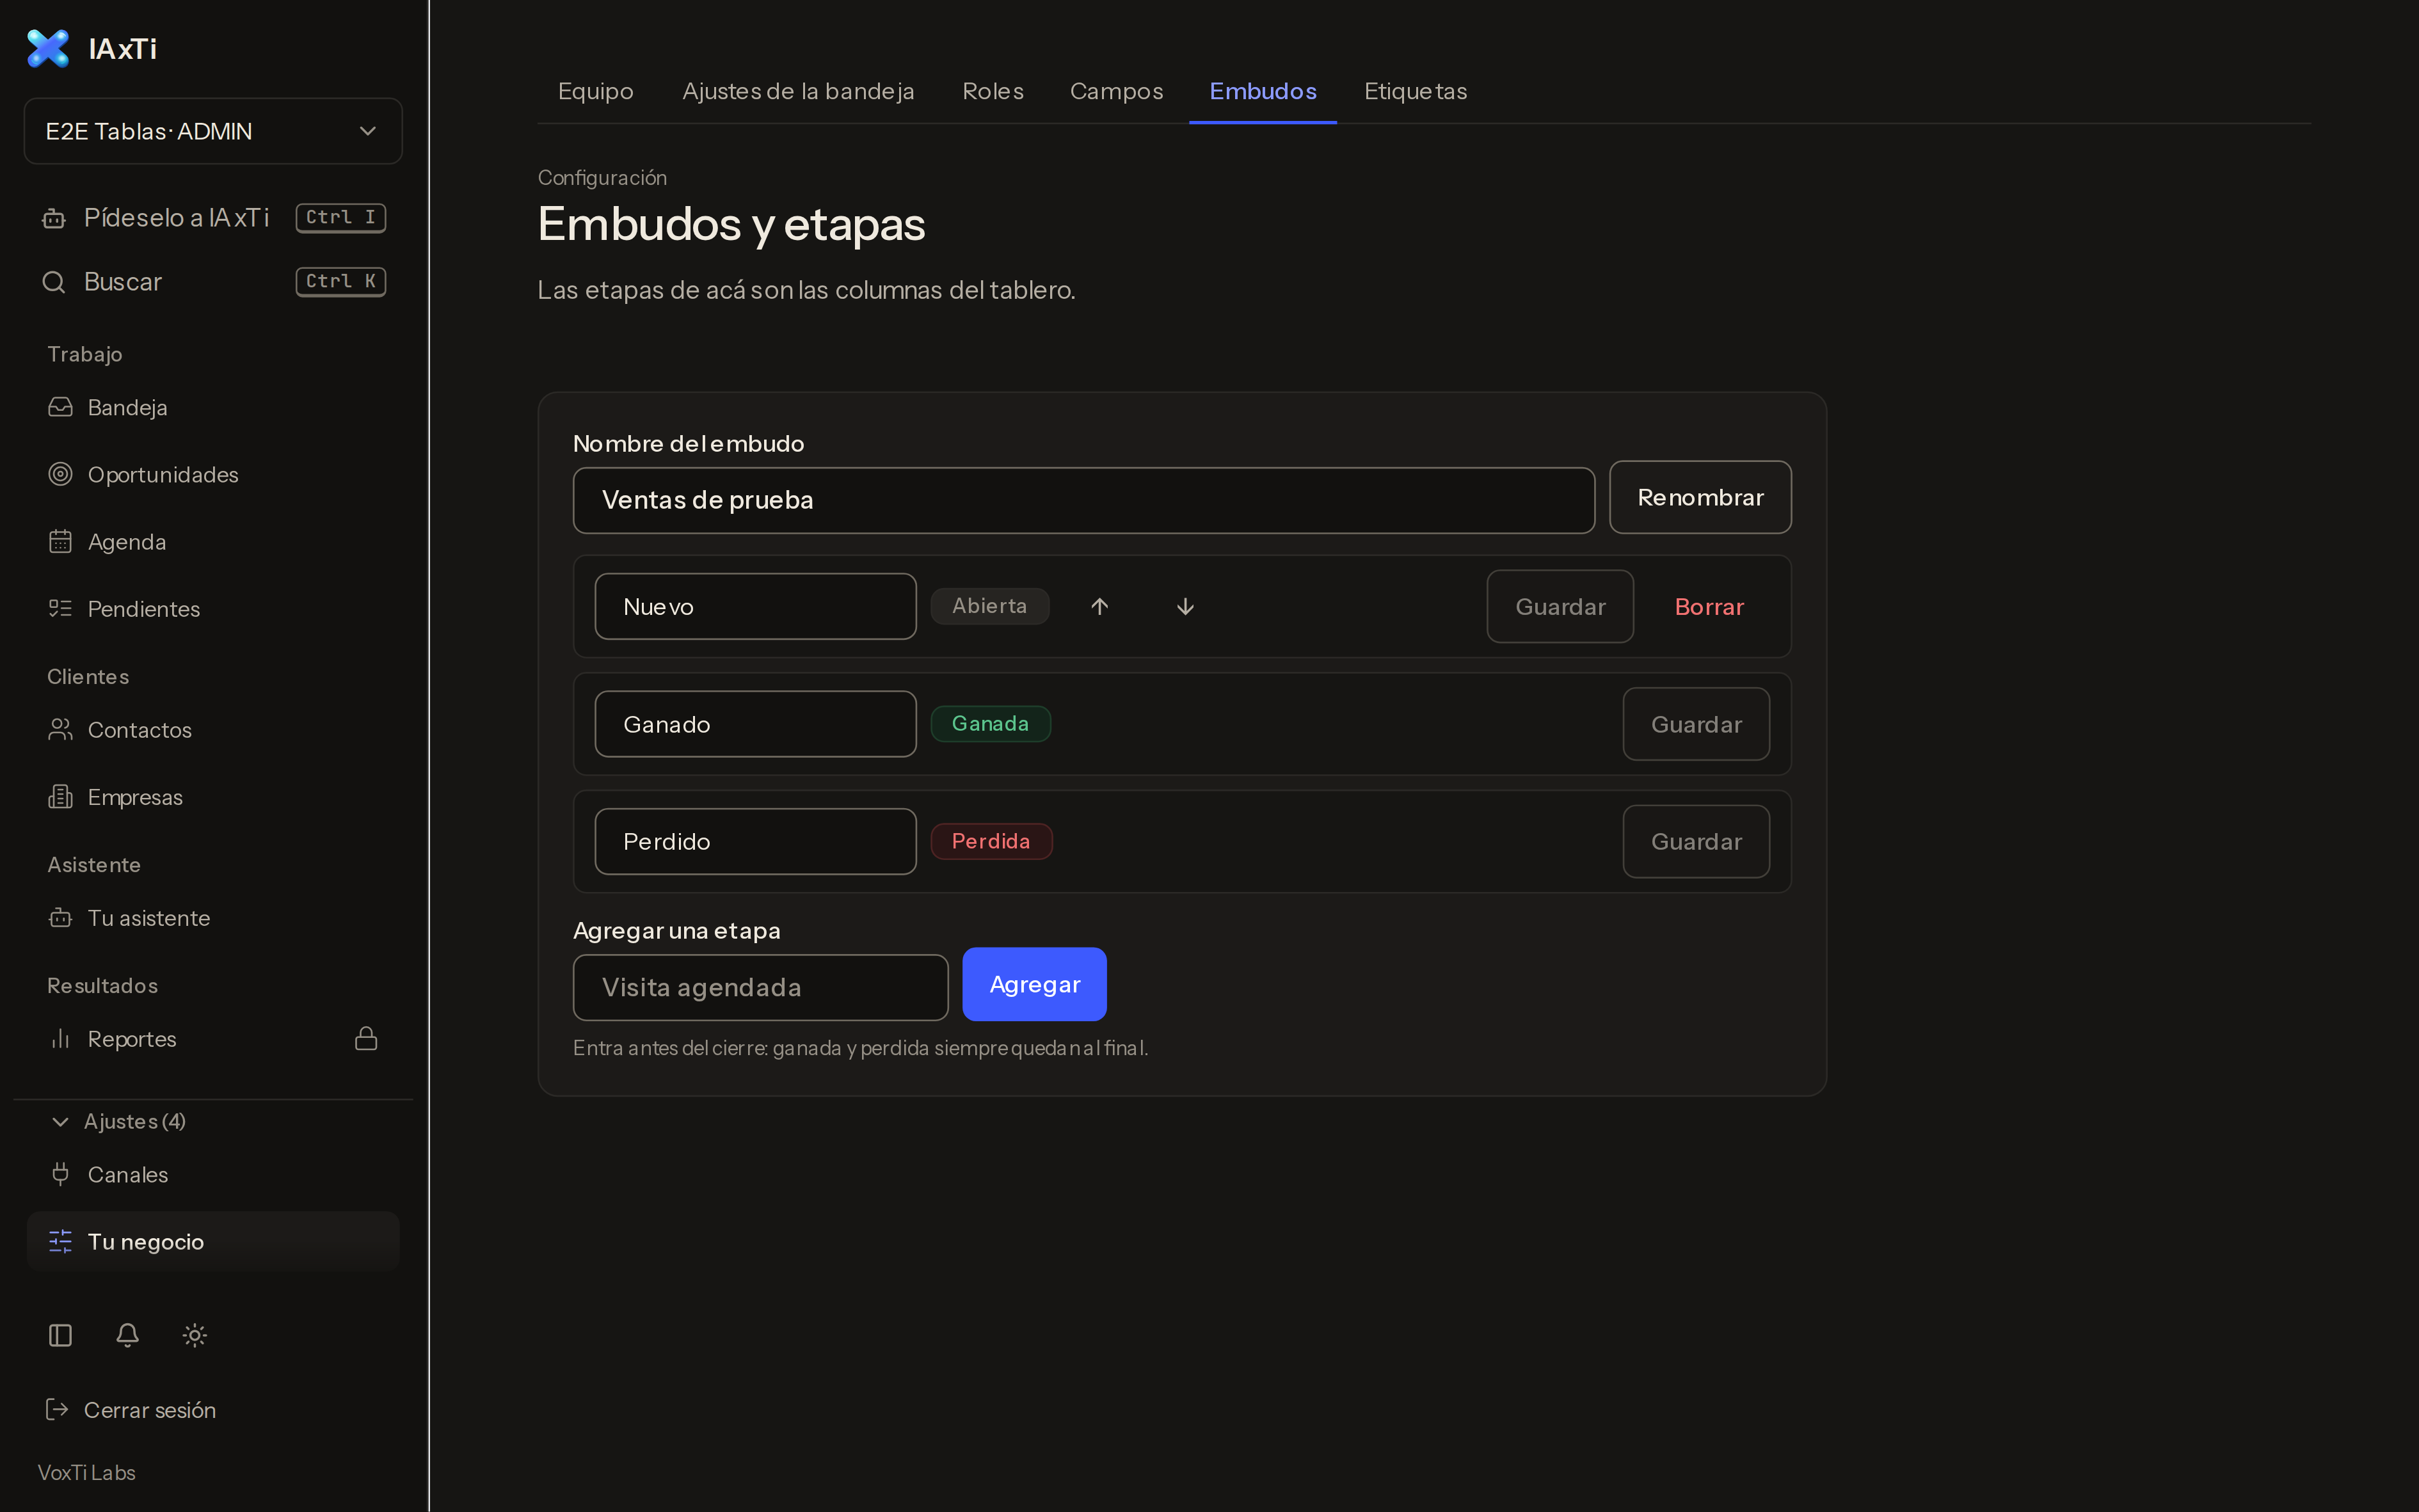 IAxTi
E2E Tablas · ADMIN
Pídeselo a IAxTi Ctrl I
Buscar Ctrl K
Trabajo
Bandeja
Oportunidades
Agenda
Pendientes
Clientes
Contactos
Empresas
Asistente
Tu asistente
Resultados
Reportes
Ajustes (4)
Canales
Tu negocio
Cerrar sesión
VoxTi Labs
Equipo Ajustes de la bandeja Roles Campos Embudos Etiquetas
Configuración
Embudos y etapas
Las etapas de acá son las columnas del tablero.
Nombre del embudo
Ventas de prueba Renombrar
Nuevo Abierta Guardar Borrar
Ganado Ganada Guardar
Perdido Perdida Guardar
Agregar una etapa
Visita agendada Agregar
Entra antes del cierre: ganada y perdida siempre quedan al final.